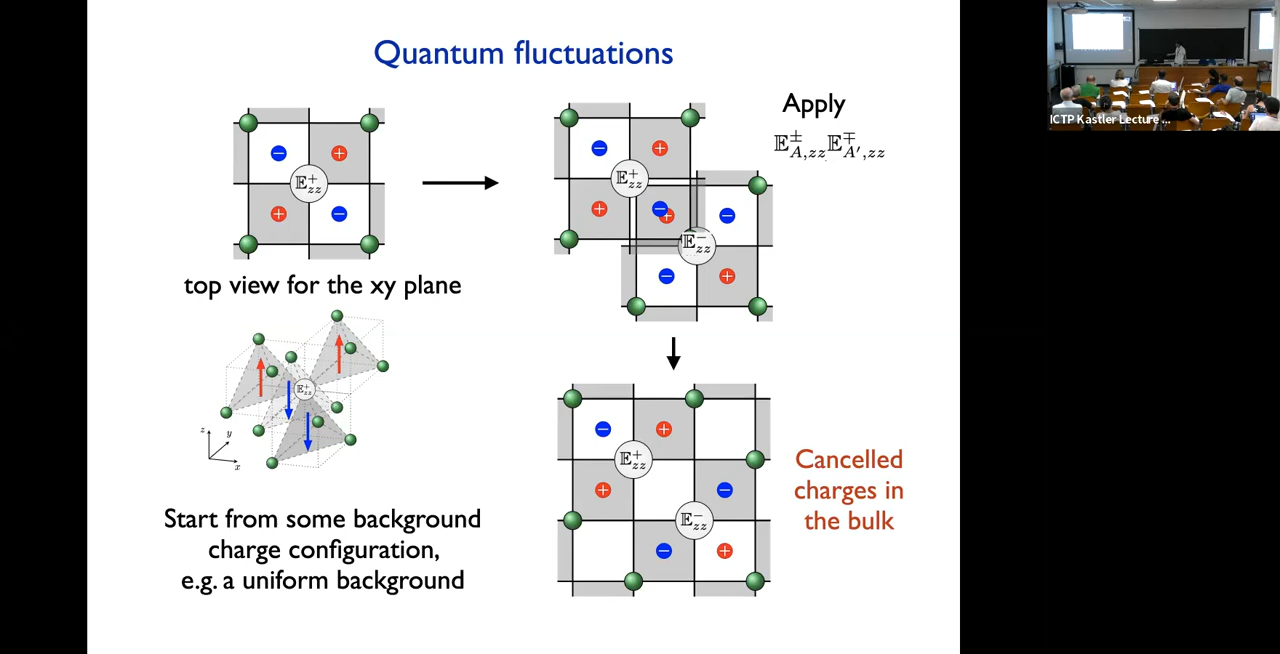 Quantum fluctuations
Apply
𝔼±A,zz𝔼∓A′,zz
𝔼+zz
𝔼+zz
𝔼−zz
top view for the xy plane
𝔼+zz
z
y
x
𝔼+zz
𝔼−zz
Cancelled
charges in
the bulk
Start from some background
charge configuration,
e.g. a uniform background
ICTP Kastler Lecture ...